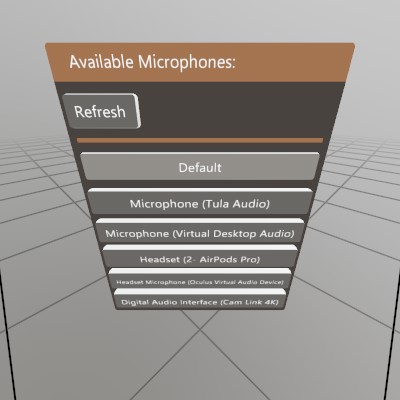 Available Microphones:
Refresh
Default
Microphone (Tula Audio)
Microphone (Virtual Desktop Audio)
Headset (2- AirPods Pro)
Headset Microphone (Oculus Virtual Audio Device)
Digital Audio Interface (Cam Link 4K)